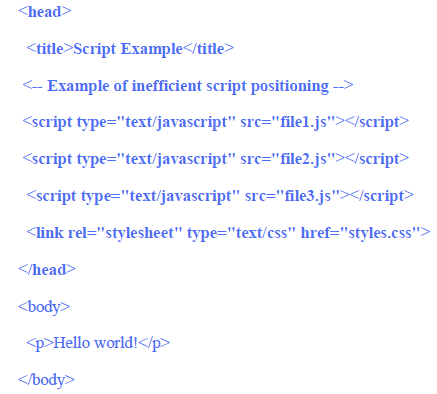 <head>
<title>Script Example</title>
<-- Example of inefficient script positioning -->
<script type="text/javascript" src="file1.js"></script>
<script type="text/javascript" src="file2.js"></script>
<script type="text/javascript" src="file3.js"></script>
<link rel="stylesheet" type="text/css" href="styles.css">
</head>
<body>
<p>Hello world!</p>
</body>